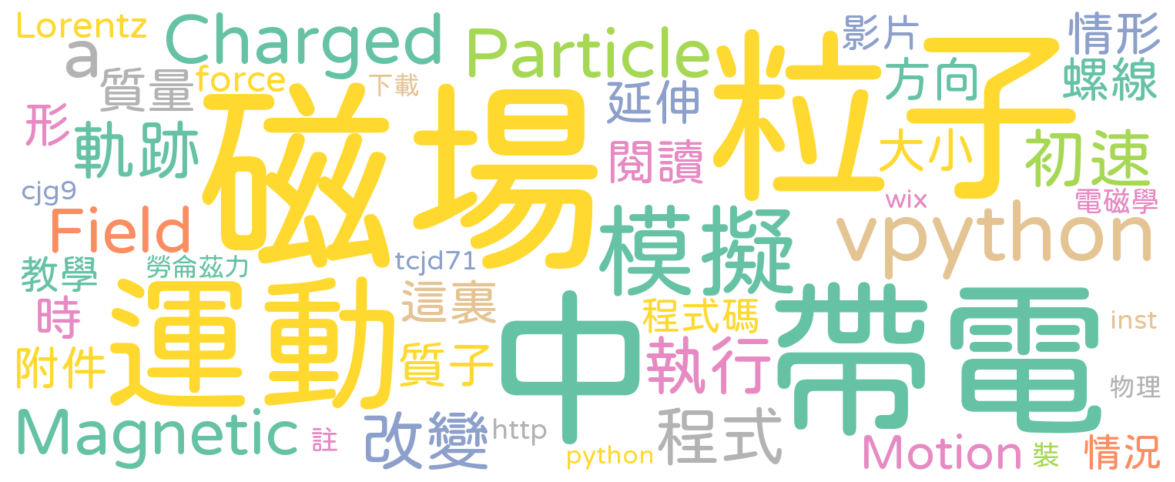 Lorentz
Charged
Particle
影片
情形
a
質量
force
下載
粒子
方向
螺線
磁場
延伸
形
軌跡
閱讀
大小
初速
cjg9
wix
電磁學
Field
模擬
vpython
教學
勞侖茲力
tcjd71
運動
這裏
中
帶電
時
程式碼
inst
附件
質子
執行
物理
Magnetic
註
改變
http
程式
python
Motion
裝
情況